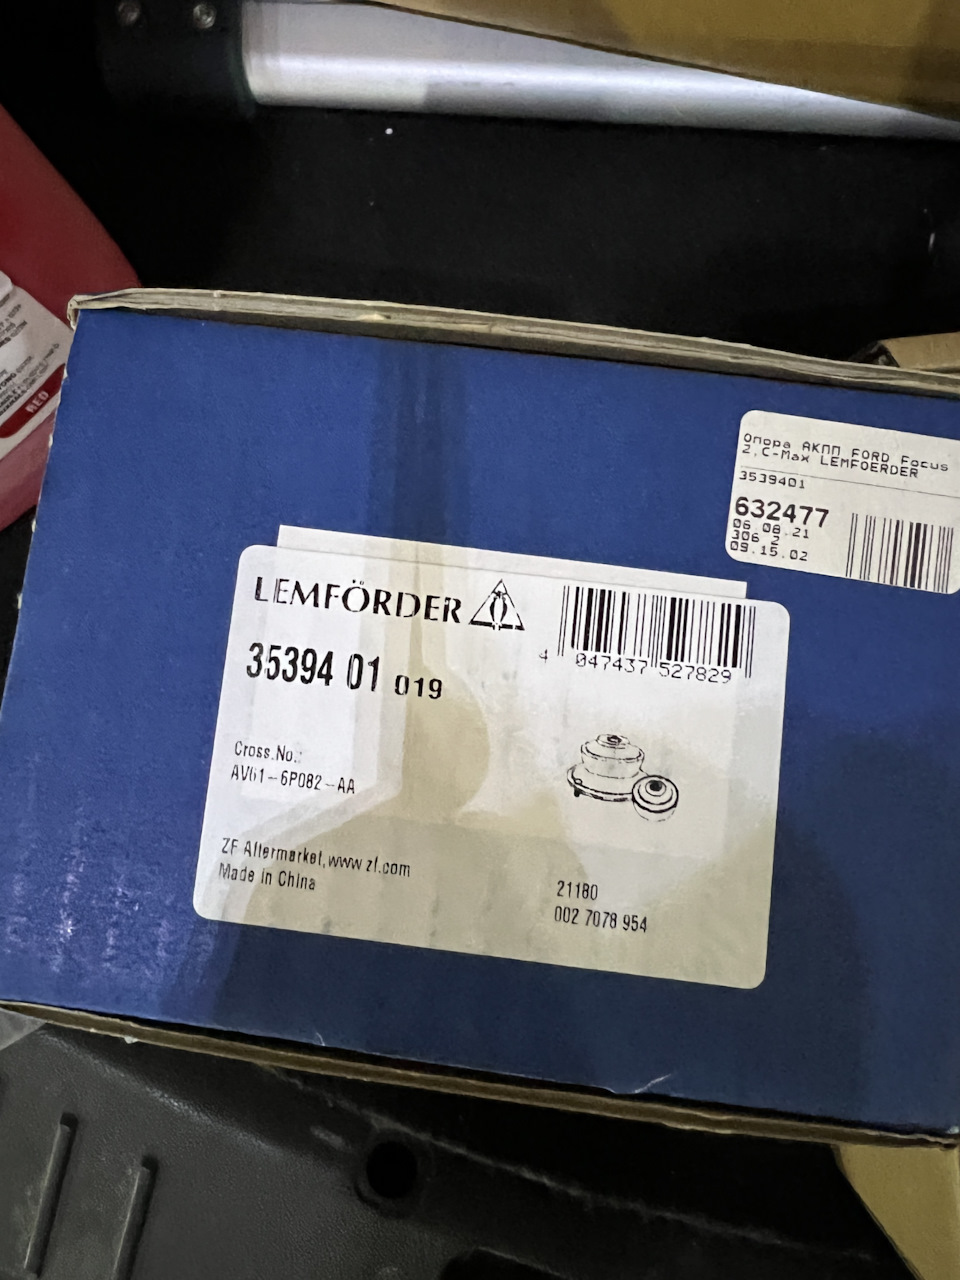 Опора АКПП FORD Focus
2,C-Max LEMFOERDER
3539401
632477
06.08.21
306 2
09.15.02
LEMFÖRDER
35394 01 019
4 047437 527829
Cross.No.:
AV61-6P082-AA
ZF Aftermarket, www.zf.com
Made in China
21180
002 7078 954
RED